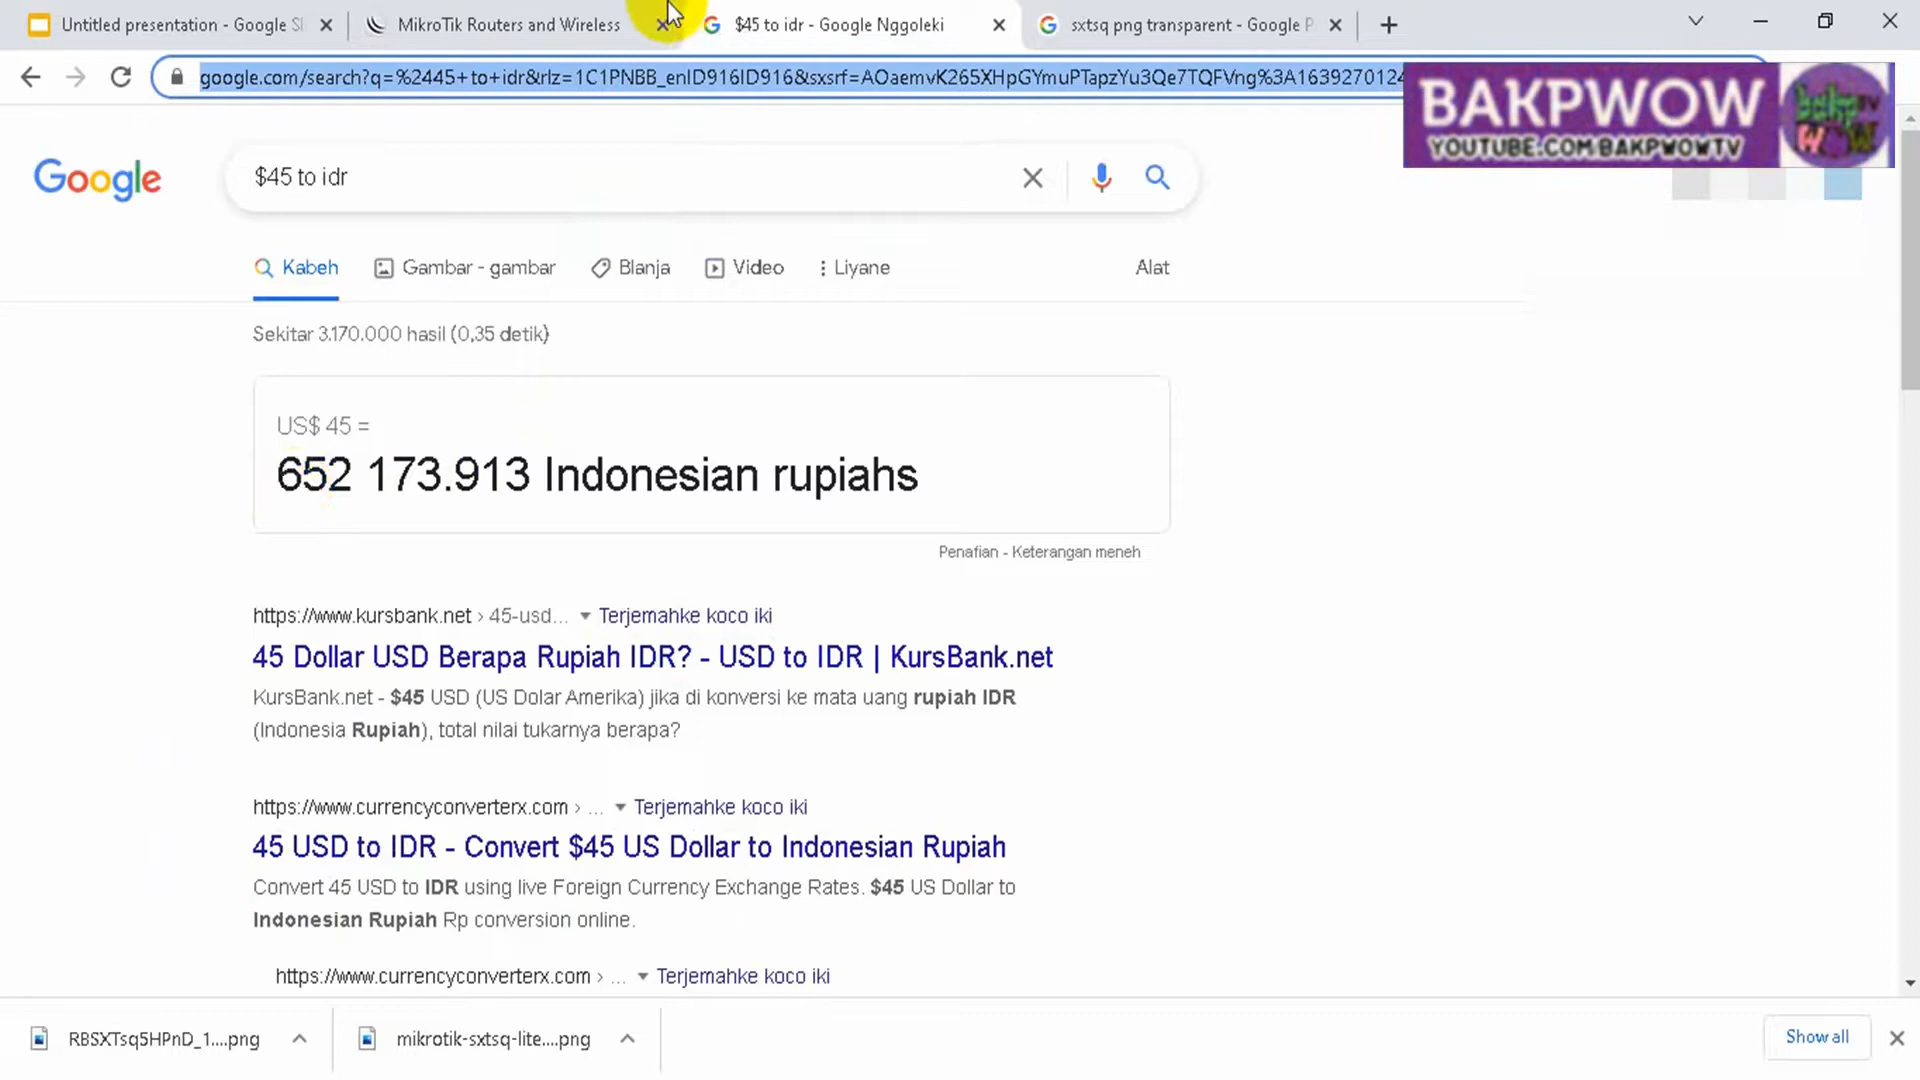 Untitled presentation - Google Sl
MikroTik Routers and Wireless
$45 to idr - Google Nggoleki
sxtsq png transparent - Google P
google.com/search?q=%2445+to+idr&rlz=1C1PNBB_enID916ID916&sxsrf=AOaemvK265XHpGYmuPTapzYu3Qe7TQFVng%3A1639270124
BAKPWOW
YOUTUBE.COM/BAKPWOWTV
Google
$45 to idr
Kabeh
Gambar - gambar
Blanja
Video
Liyane
Alat
Sekitar 3.170.000 hasil (0,35 detik)
US$ 45 =
652 173.913 Indonesian rupiahs
Penafian - Keterangan meneh
https://www.kursbank.net › 45-usd... Terjemahke koco iki
45 Dollar USD Berapa Rupiah IDR? - USD to IDR | KursBank.net
KursBank.net - $45 USD (US Dolar Amerika) jika di konversi ke mata uang rupiah IDR
(Indonesia Rupiah), total nilai tukarnya berapa?
https://www.currencyconverterx.com › ... Terjemahke koco iki
45 USD to IDR - Convert $45 US Dollar to Indonesian Rupiah
Convert 45 USD to IDR using live Foreign Currency Exchange Rates. $45 US Dollar to
Indonesian Rupiah Rp conversion online.
https://www.currencyconverterx.com › ... Terjemahke koco iki
RBSXTsq5HPnD_1....png
mikrotik-sxtsq-lite....png
Show all